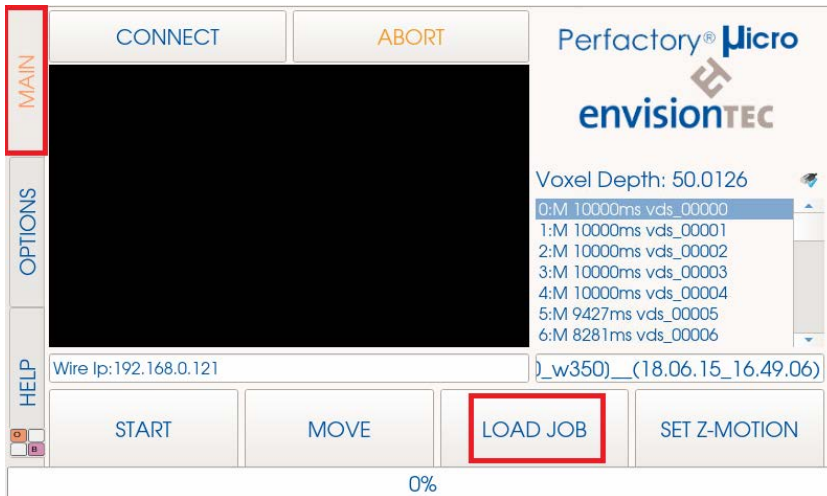 MAIN
OPTIONS
HELP
O
B
CONNECT
ABORT
Perfactory® µicro
envisionTEC
Voxel Depth: 50.0126
0:M 10000ms vds_00000
1:M 10000ms vds_00001
2:M 10000ms vds_00002
3:M 10000ms vds_00003
4:M 10000ms vds_00004
5:M 9427ms vds_00005
6:M 8281ms vds_00006
Wire Ip:192.168.0.121
)_w350)__(18.06.15_16.49.06)
START
MOVE
LOAD JOB
SET Z-MOTION
0%